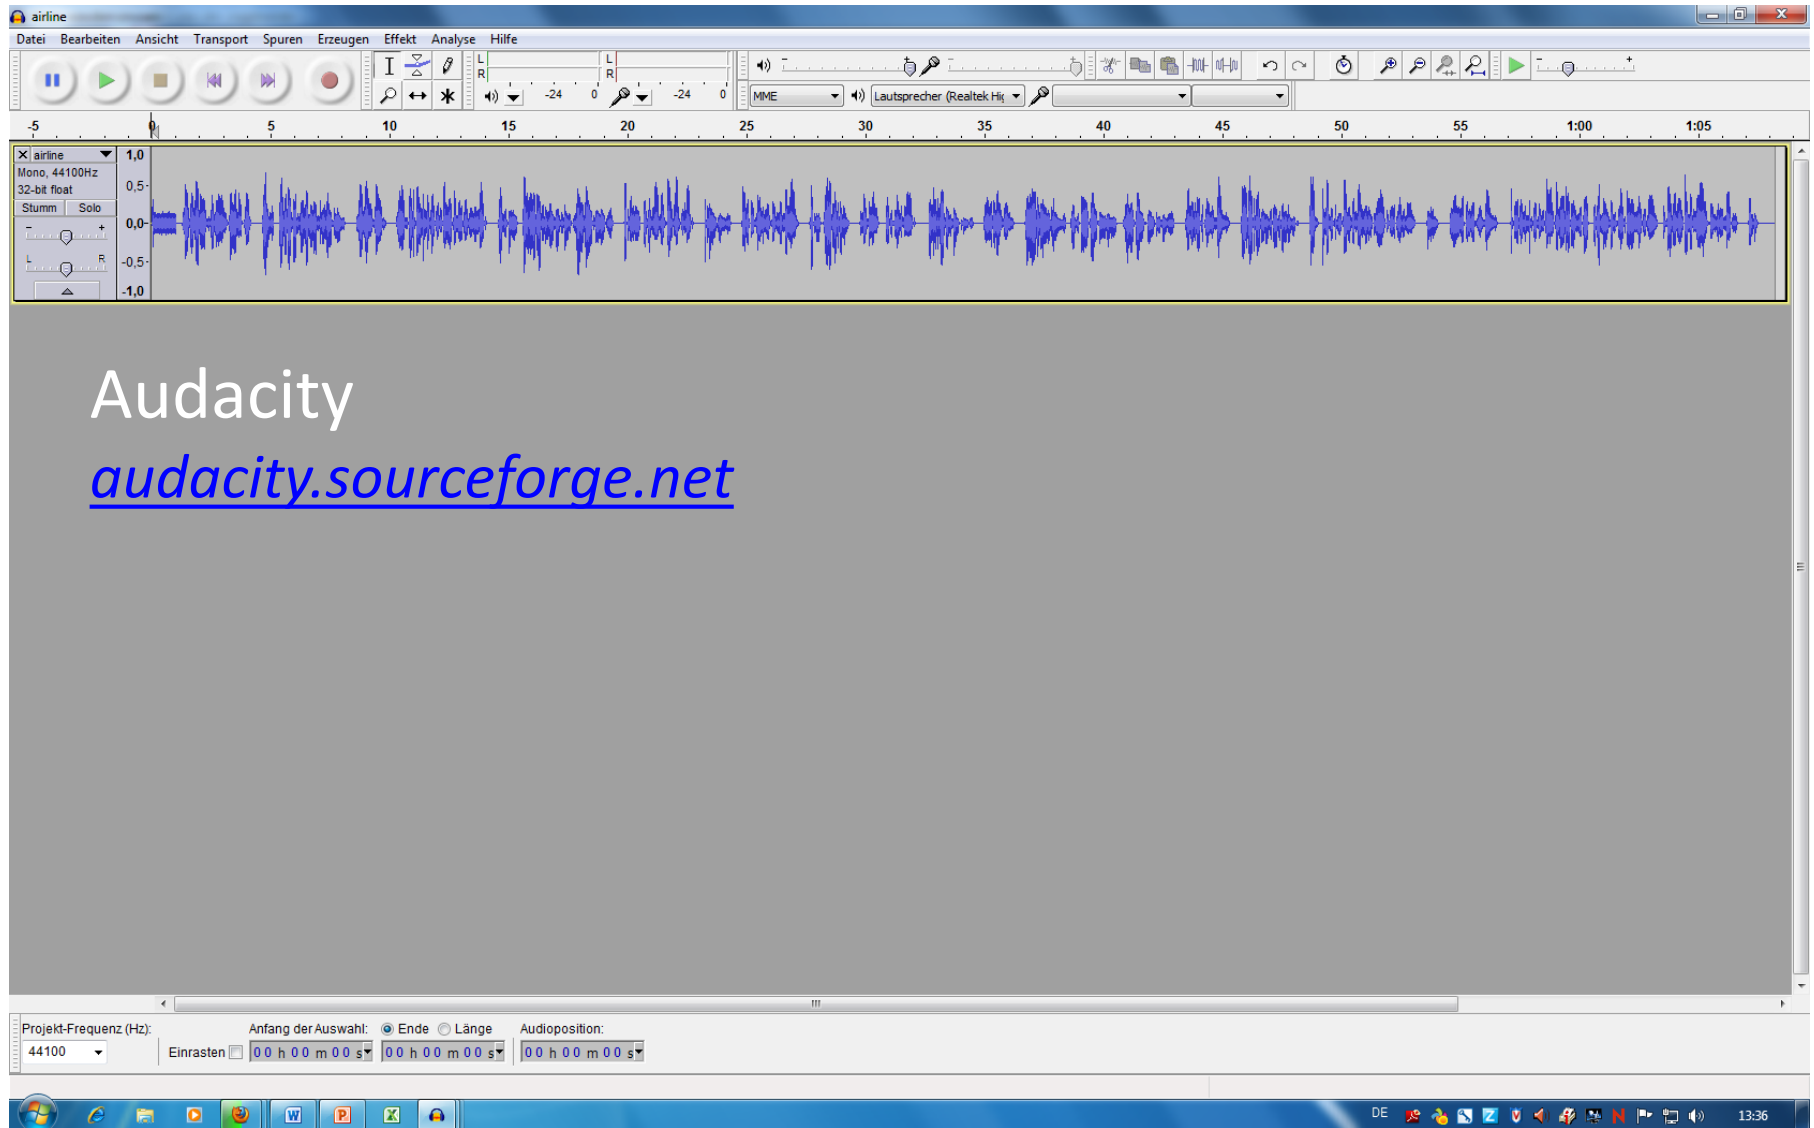 airline
Datei Bearbeiten Ansicht Transport Spuren Erzeugen Effekt Analyse Hilfe
L R -24 0 L R -24 0
MME Lautsprecher (Realtek Hig
-5 0 5 10 15 20 25 30 35 40 45 50 55 1:00 1:05
airline
Mono, 44100Hz
32-bit float
Stumm Solo
- +
L R
1,0
0,5
0,0
-0,5
-1,0
Audacity
audacity.sourceforge.net
Projekt-Frequenz (Hz): Anfang der Auswahl: Ende Länge Audioposition:
44100 Einrasten 00 h 00 m 00 s 00 h 00 m 00 s 00 h 00 m 00 s
DE 13:36